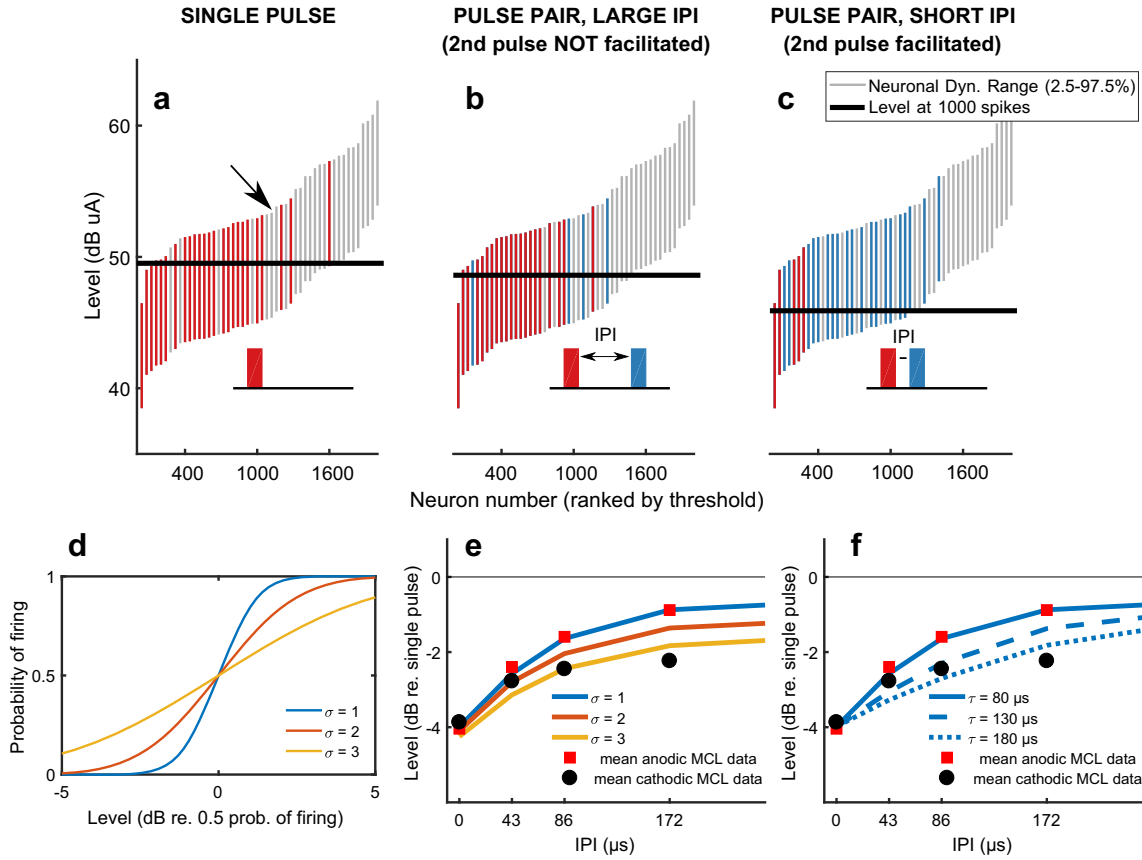 SINGLE PULSE
PULSE PAIR, LARGE IPI
(2nd pulse NOT facilitated)
PULSE PAIR, SHORT IPI
(2nd pulse facilitated)
a
b
c
Neuronal Dyn. Range (2.5-97.5%)
Level at 1000 spikes
Level (dB uA)
60
50
40
IPI
IPI
400
1000
1600
400
1000
1600
400
1000
1600
Neuron number (ranked by threshold)
d
Probability of firing
1
0.5
0
σ = 1
σ = 2
σ = 3
-5
0
5
Level (dB re. 0.5 prob. of firing)
e
Level (dB re. single pulse)
0
-2
-4
σ = 1
σ = 2
σ = 3
mean anodic MCL data
mean cathodic MCL data
0
43
86
172
IPI (μs)
f
Level (dB re. single pulse)
0
-2
-4
τ = 80 μs
τ = 130 μs
τ = 180 μs
mean anodic MCL data
mean cathodic MCL data
0
43
86
172
IPI (μs)